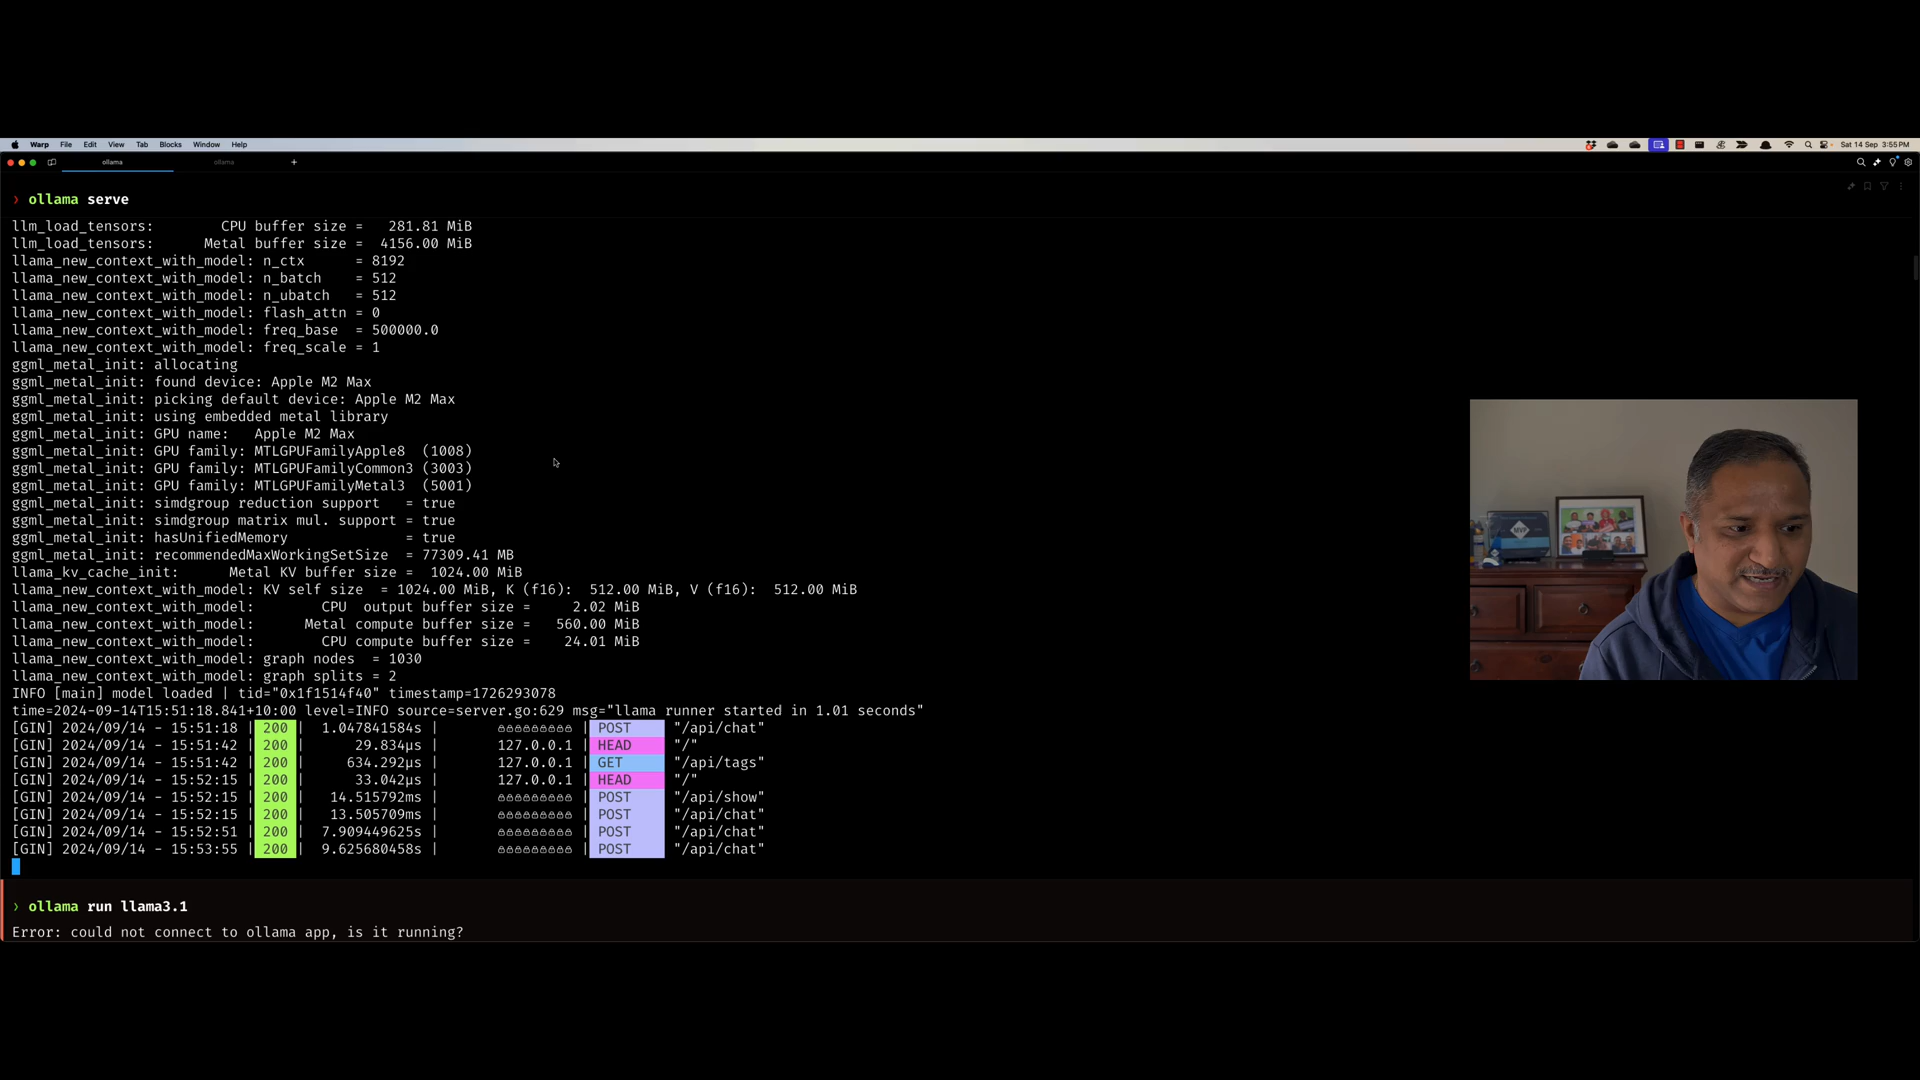 Warp File Edit View Tab Blocks Window Help
Sat 14 Sep 3:55PM
ollama ollama +
❯ ollama serve
llm_load_tensors: CPU buffer size = 281.81 MiB
llm_load_tensors: Metal buffer size = 4156.00 MiB
llama_new_context_with_model: n_ctx = 8192
llama_new_context_with_model: n_batch = 512
llama_new_context_with_model: n_ubatch = 512
llama_new_context_with_model: flash_attn = 0
llama_new_context_with_model: freq_base = 500000.0
llama_new_context_with_model: freq_scale = 1
ggml_metal_init: allocating
ggml_metal_init: found device: Apple M2 Max
ggml_metal_init: picking default device: Apple M2 Max
ggml_metal_init: using embedded metal library
ggml_metal_init: GPU name: Apple M2 Max
ggml_metal_init: GPU family: MTLGPUFamilyApple8 (1008)
ggml_metal_init: GPU family: MTLGPUFamilyCommon3 (3003)
ggml_metal_init: GPU family: MTLGPUFamilyMetal3 (5001)
ggml_metal_init: simdgroup reduction support = true
ggml_metal_init: simdgroup matrix mul. support = true
ggml_metal_init: hasUnifiedMemory = true
ggml_metal_init: recommendedMaxWorkingSetSize = 77309.41 MB
llama_kv_cache_init: Metal KV buffer size = 1024.00 MiB
llama_new_context_with_model: KV self size = 1024.00 MiB, K (f16): 512.00 MiB, V (f16): 512.00 MiB
llama_new_context_with_model: CPU output buffer size = 2.02 MiB
llama_new_context_with_model: Metal compute buffer size = 560.00 MiB
llama_new_context_with_model: CPU compute buffer size = 24.01 MiB
llama_new_context_with_model: graph nodes = 1030
llama_new_context_with_model: graph splits = 2
INFO [main] model loaded | tid="0x1f1514f40" timestamp=1726293078
time=2024-09-14T15:51:18.841+10:00 level=INFO source=server.go:629 msg="llama runner started in 1.01 seconds"
[GIN] 2024/09/14 - 15:51:18 | 200 | 1.047841584s | | POST "/api/chat"
[GIN] 2024/09/14 - 15:51:42 | 200 | 29.834µs | 127.0.0.1 | HEAD "/"
[GIN] 2024/09/14 - 15:51:42 | 200 | 634.292µs | 127.0.0.1 | GET "/api/tags"
[GIN] 2024/09/14 - 15:52:15 | 200 | 33.042µs | 127.0.0.1 | HEAD "/"
[GIN] 2024/09/14 - 15:52:15 | 200 | 14.515792ms | | POST "/api/show"
[GIN] 2024/09/14 - 15:52:15 | 200 | 13.505709ms | | POST "/api/chat"
[GIN] 2024/09/14 - 15:52:51 | 200 | 7.909449625s | | POST "/api/chat"
[GIN] 2024/09/14 - 15:53:55 | 200 | 9.625680458s | | POST "/api/chat"
❯ ollama run llama3.1
Error: could not connect to ollama app, is it running?
MVP